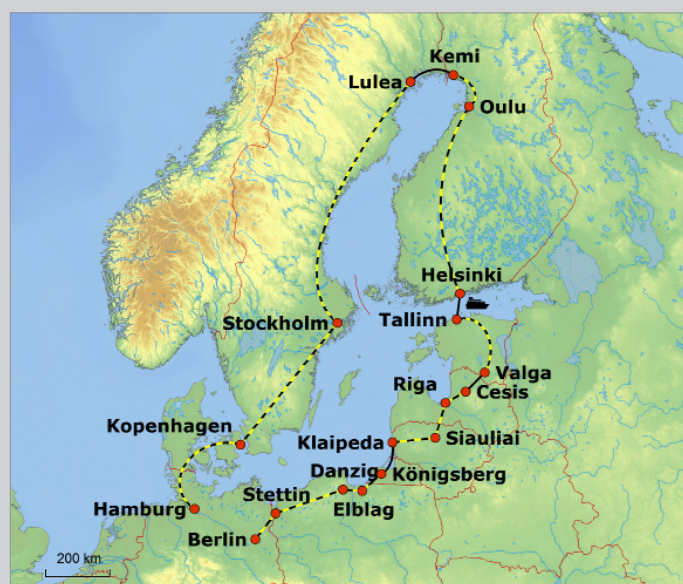 Kemi
Lulea
Oulu
Helsinki
Stockholm
Tallinn
Valga
Riga
Cesis
Kopenhagen
Klaipeda
Siauliai
Danzig
Königsberg
Stettin
Elblag
Hamburg
Berlin
200 km